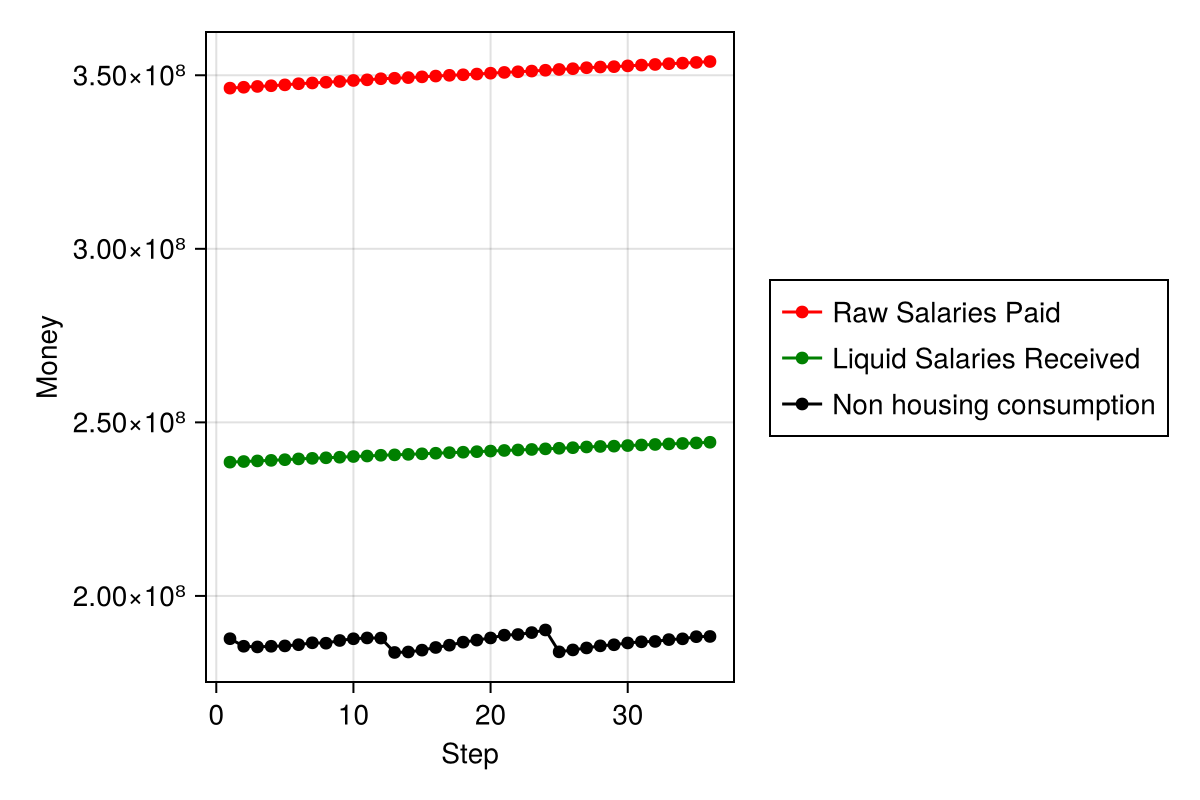 3.50×10⁸
3.00×10⁸
2.50×10⁸
2.00×10⁸
Money
0 10 20 30
Step
Raw Salaries Paid
Liquid Salaries Received
Non housing consumption